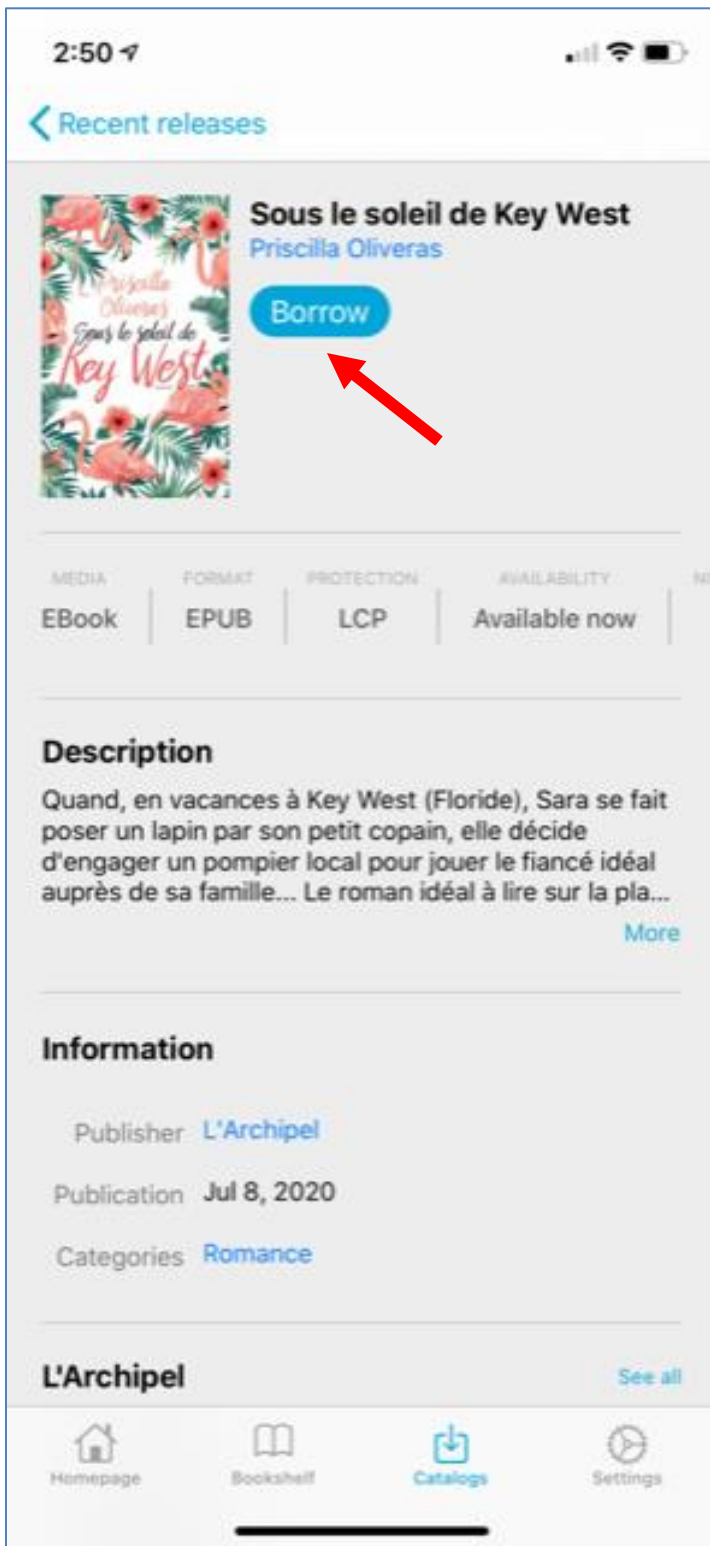 2:50
Recent releases
Sous le soleil de Key West
Priscilla Oliveras
Borrow
Priscilla
Oliveras
Sous le soleil de
Key West
MEDIA FORMAT PROTECTION AVAILABILITY
EBook EPUB LCP Available now
Description
Quand, en vacances à Key West (Floride), Sara se fait
poser un lapin par son petit copain, elle décide
d'engager un pompier local pour jouer le fiancé idéal
auprès de sa famille... Le roman idéal à lire sur la pla...
More
Information
Publisher L'Archipel
Publication Jul 8, 2020
Categories Romance
L'Archipel See all
Homepage Bookshelf Catalogs Settings